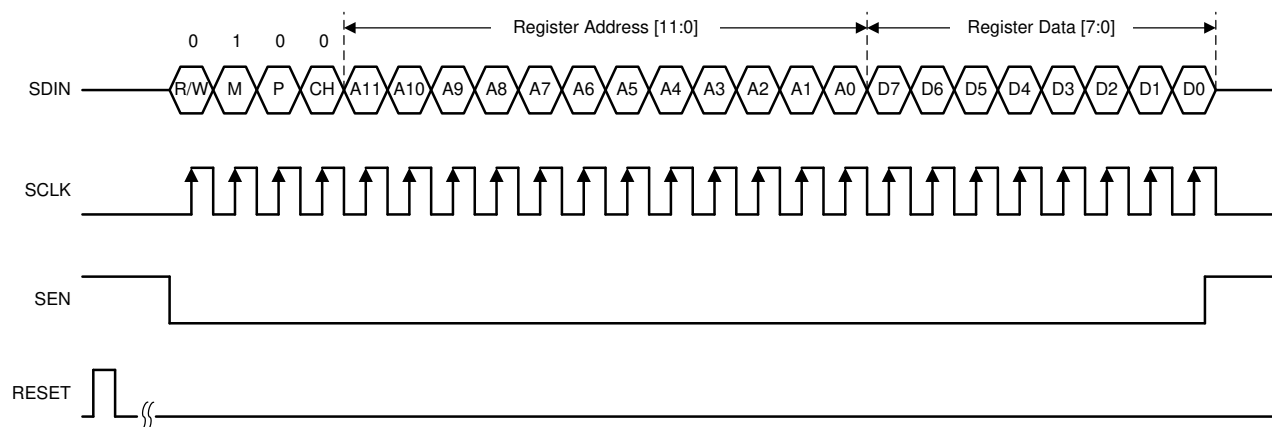 Register Address [11:0] Register Data [7:0]
0 1 0 0
SDIN R/W M P CH A11 A10 A9 A8 A7 A6 A5 A4 A3 A2 A1 A0 D7 D6 D5 D4 D3 D2 D1 D0
SCLK
SEN
RESET